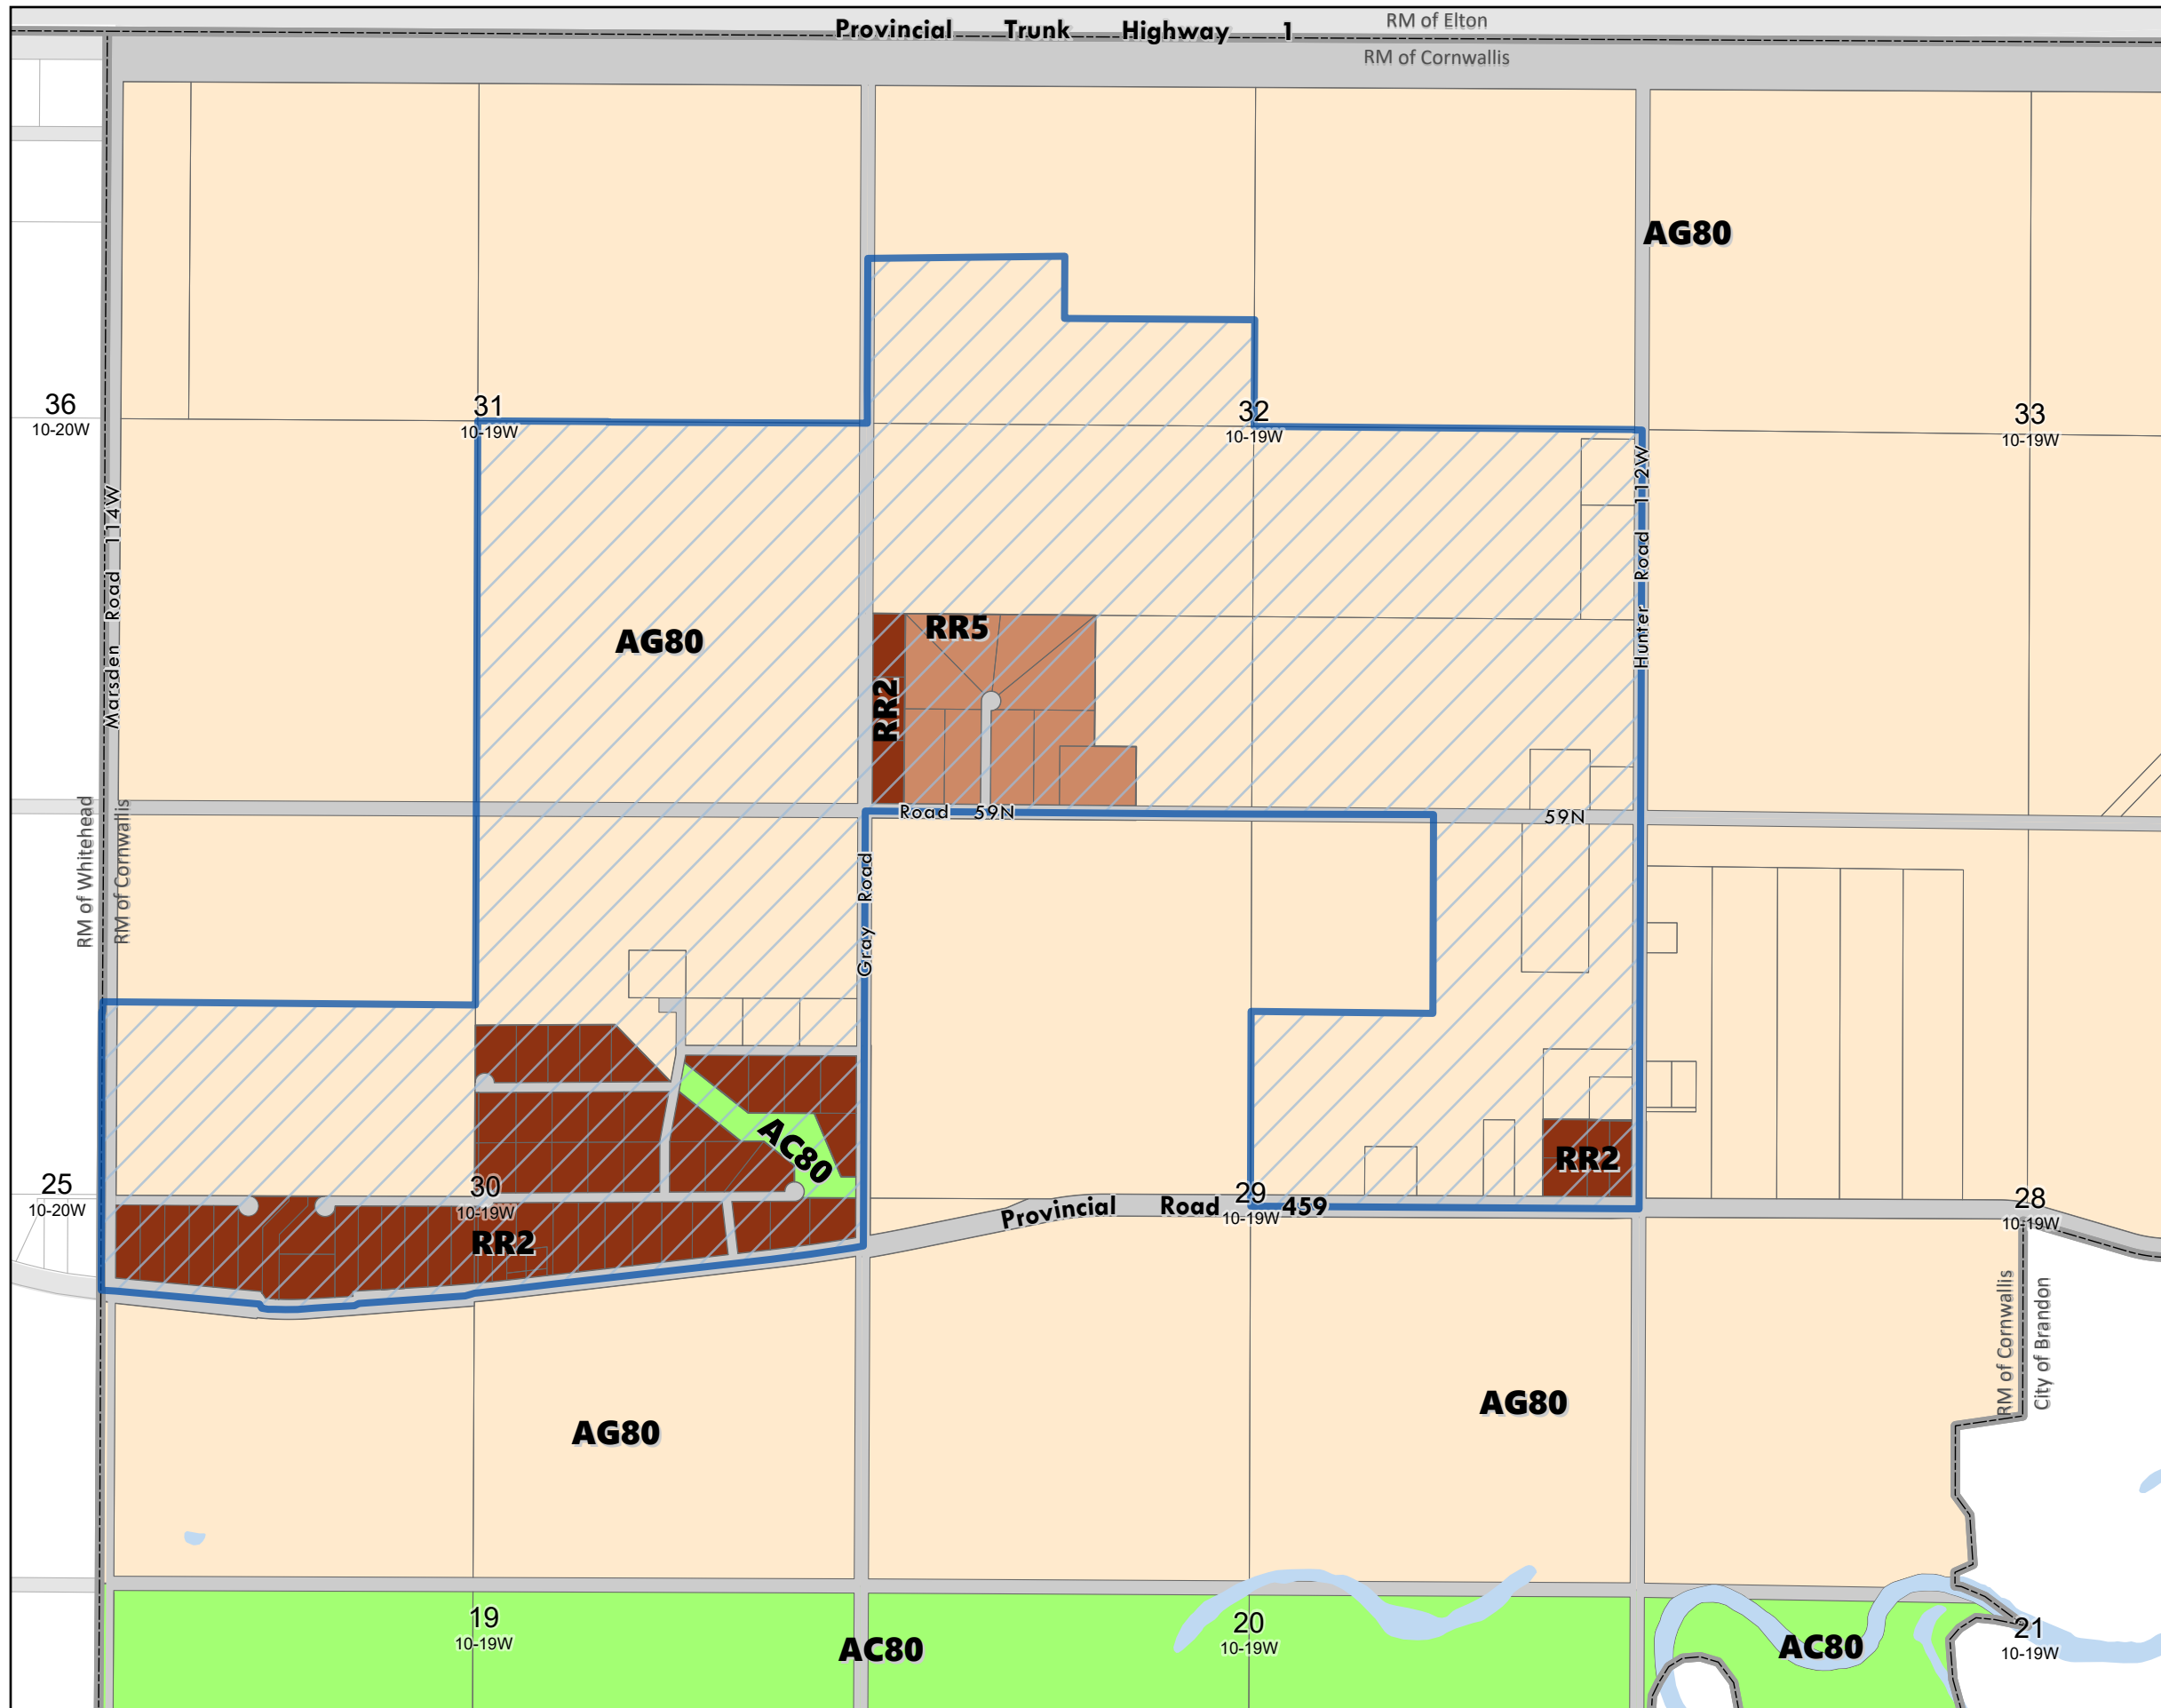 RM of Elton
Provincial Trunk Highway 1
RM of Cornwallis
AG80
36
10-20W
31
10-19W
32
10-19W
33
10-19W
Marsden Road 114W
Hunter Road 112W
AG80
RR5
RR2
Road 59N
59N
RM of Whitehead
RM of Cornwallis
Gray Road
AC80
RR2
25
10-20W
30
10-19W
RR2
29
10-19W
Provincial Road 459
28
10-19W
RM of Cornwallis
City of Brandon
AG80
AG80
19
10-19W
20
10-19W
21
10-19W
AC80
AC80